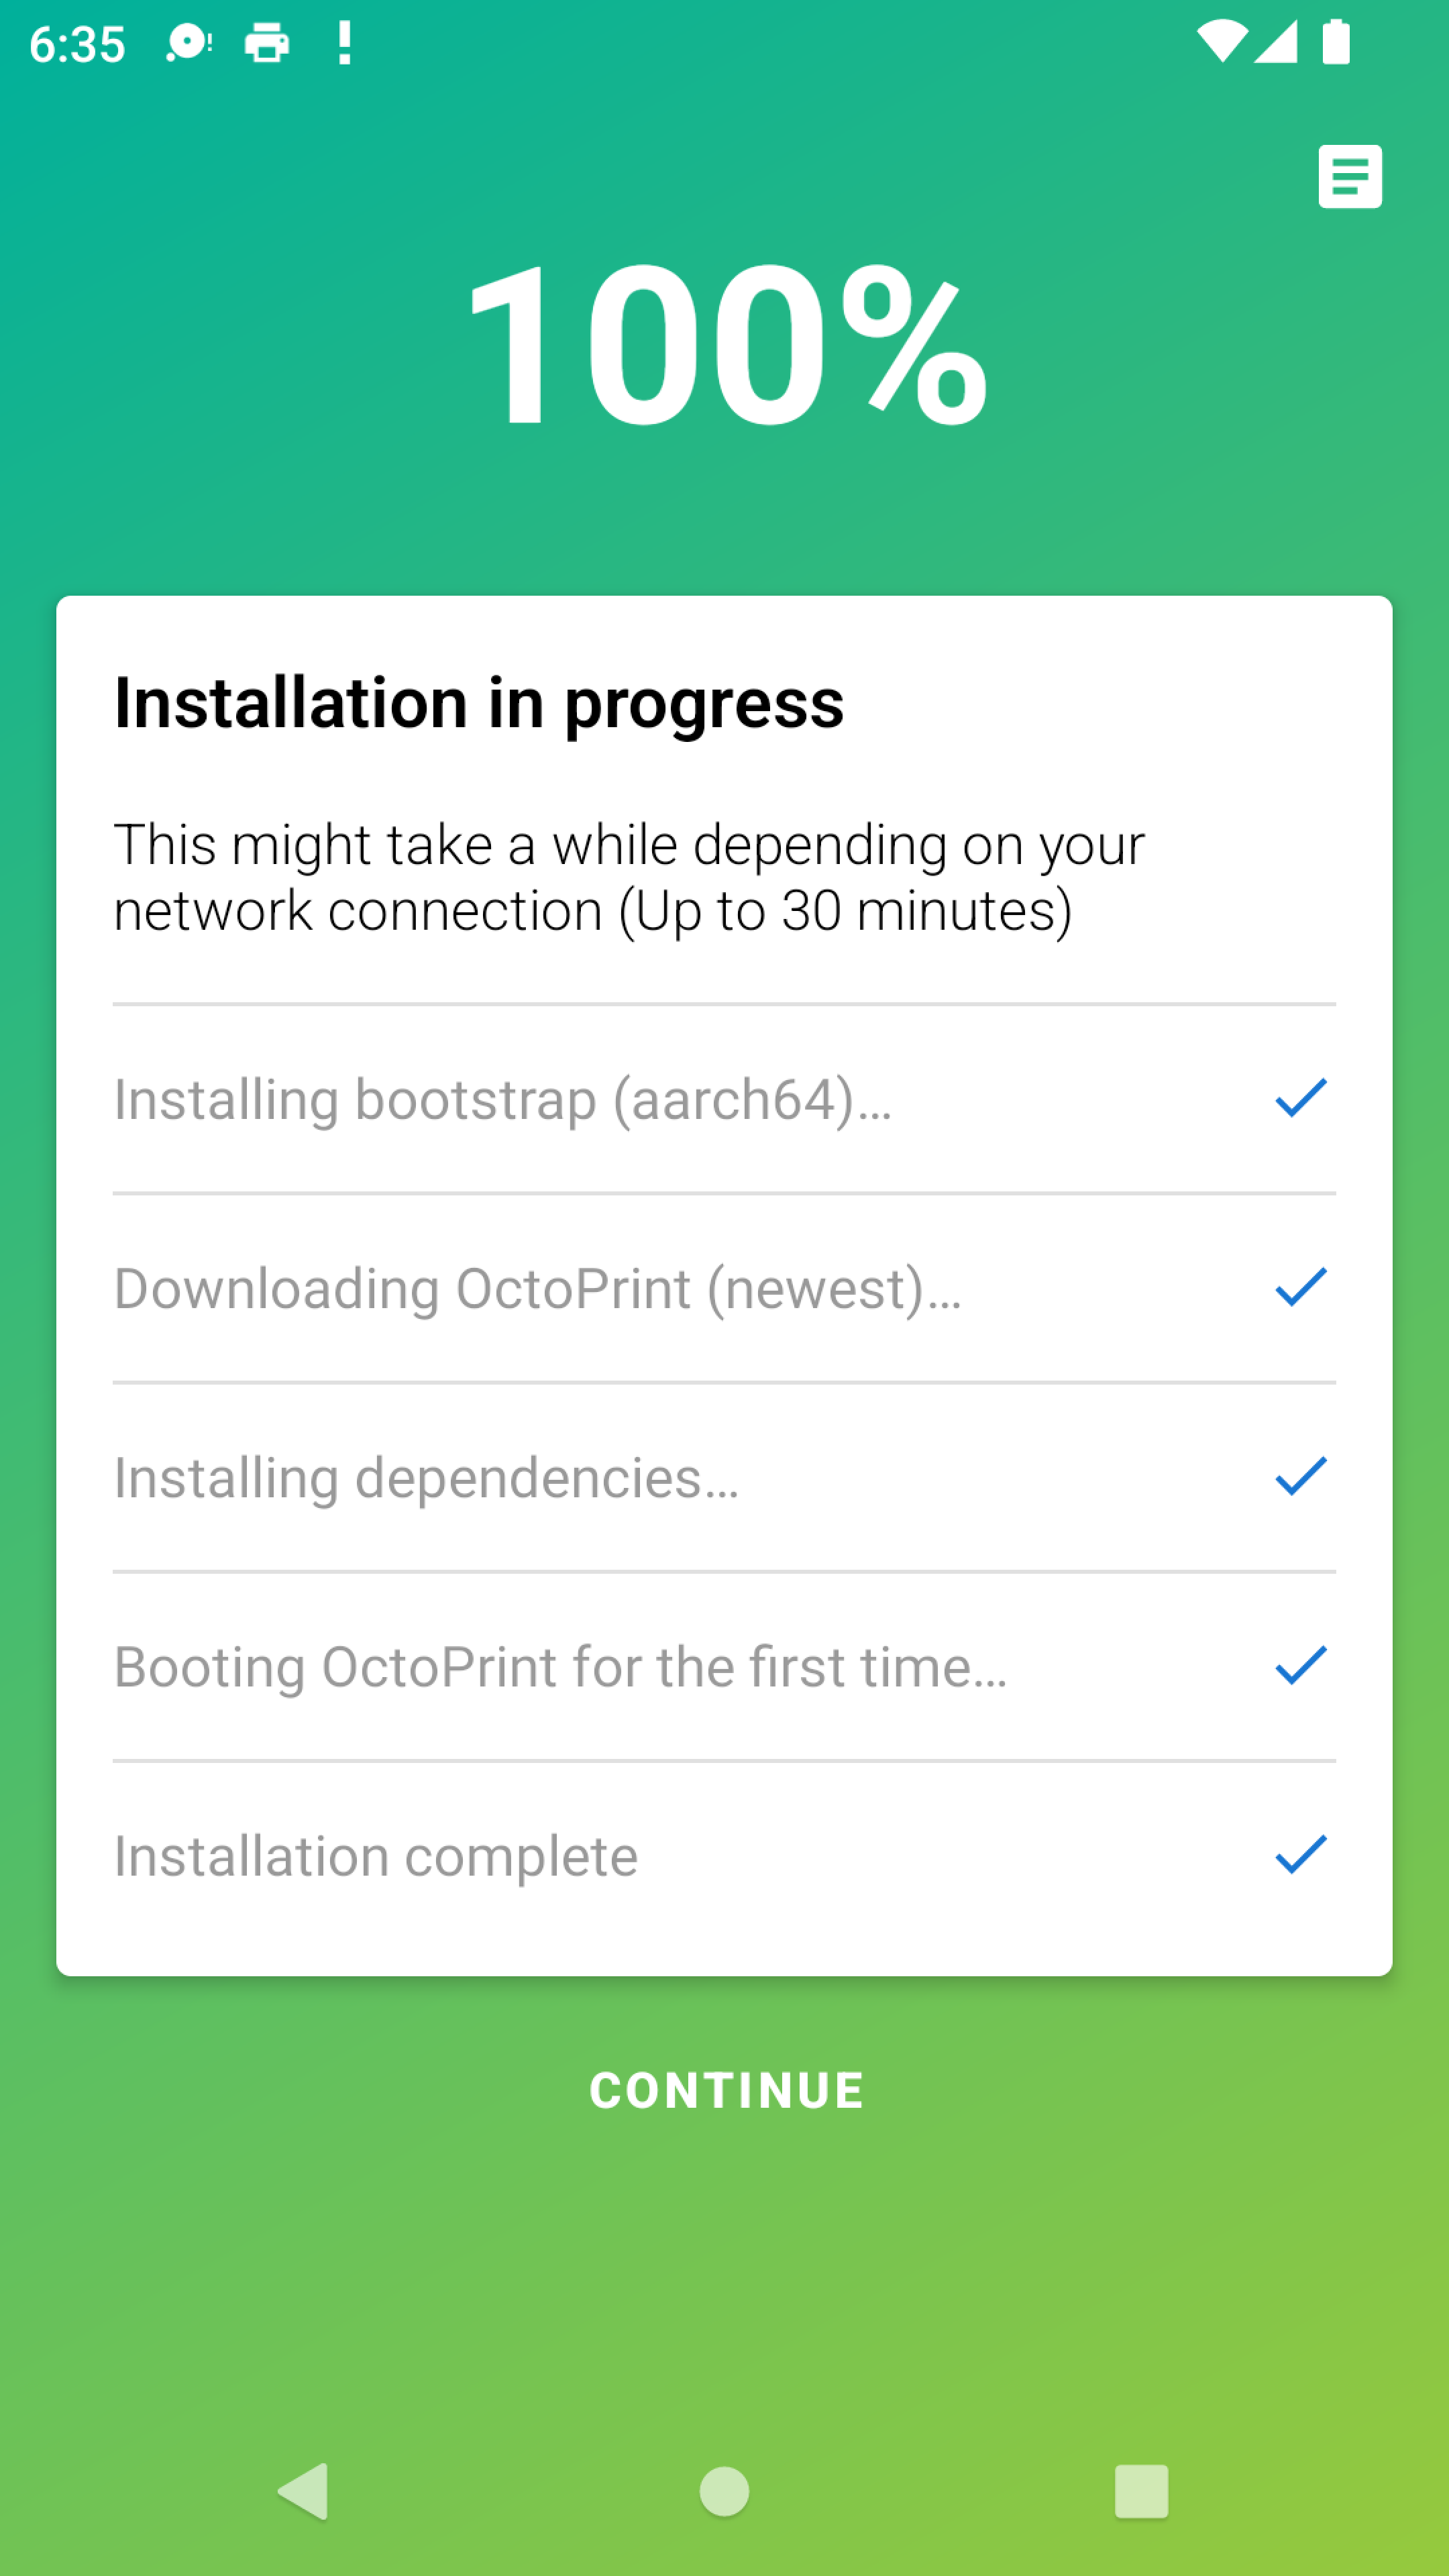 6:35
100%
Installation in progress
This might take a while depending on your
network connection (Up to 30 minutes)
Installing bootstrap (aarch64)…
Downloading OctoPrint (newest)…
Installing dependencies…
Booting OctoPrint for the first time…
Installation complete
CONTINUE